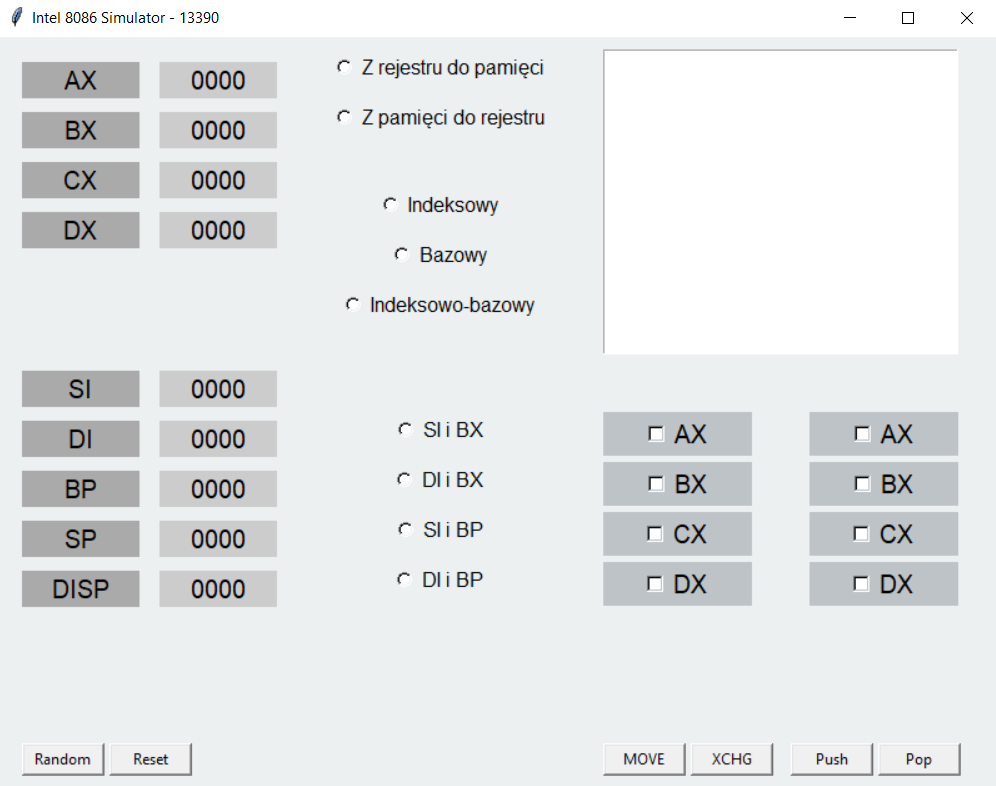 Intel 8086 Simulator - 13390
AX 0000
BX 0000
CX 0000
DX 0000
SI 0000
DI 0000
BP 0000
SP 0000
DISP 0000
Z rejestru do pamięci
Z pamięci do rejestru
Indeksowy
Bazowy
Indeksowo-bazowy
SI i BX
DI i BX
SI i BP
DI i BP
AX AX
BX BX
CX CX
DX DX
Random Reset MOVE XCHG Push Pop